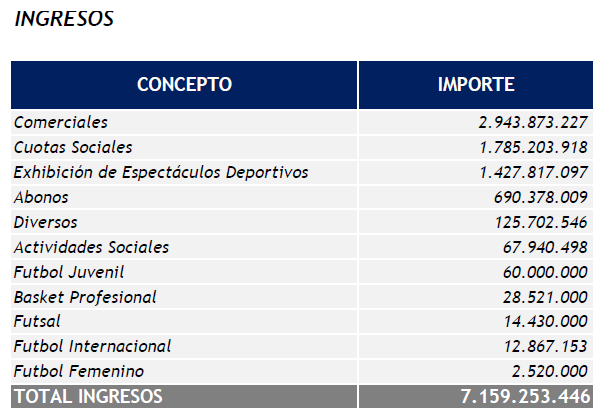 INGRESOS
CONCEPTO IMPORTE
Comerciales 2.943.873.227
Cuotas Sociales 1.785.203.918
Exhibición de Espectáculos Deportivos 1.427.817.097
Abonos 690.378.009
Diversos 125.702.546
Actividades Sociales 67.940.498
Futbol Juvenil 60.000.000
Basket Profesional 28.521.000
Futsal 14.430.000
Futbol Internacional 12.867.153
Futbol Femenino 2.520.000
TOTAL INGRESOS 7.159.253.446